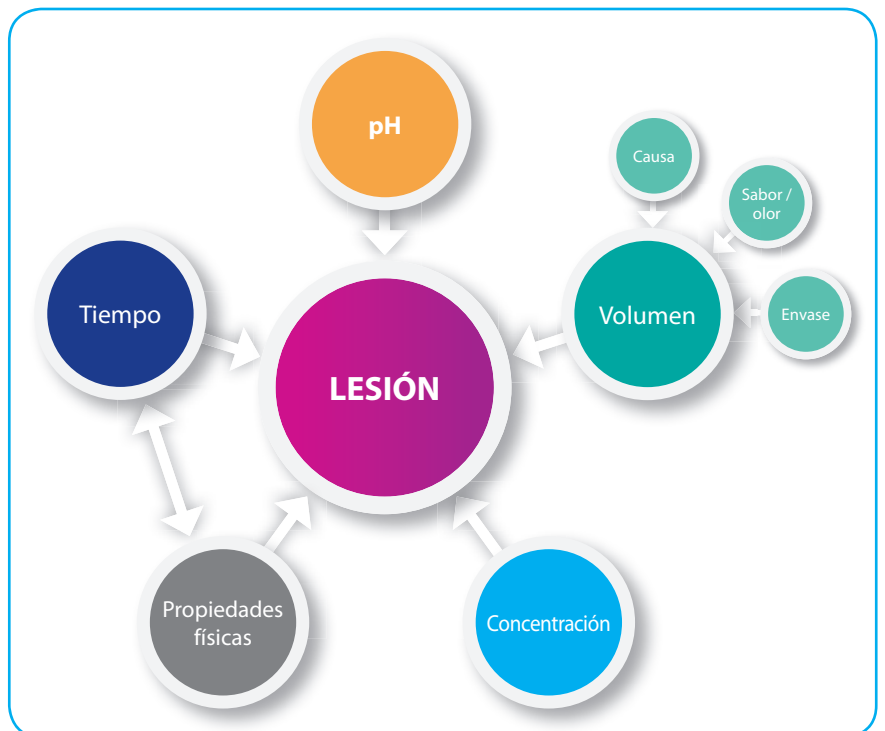 pH
Causa
Sabor /
olor
Tiempo
Volumen
Envase
LESIÓN
Propiedades
físicas
Concentración